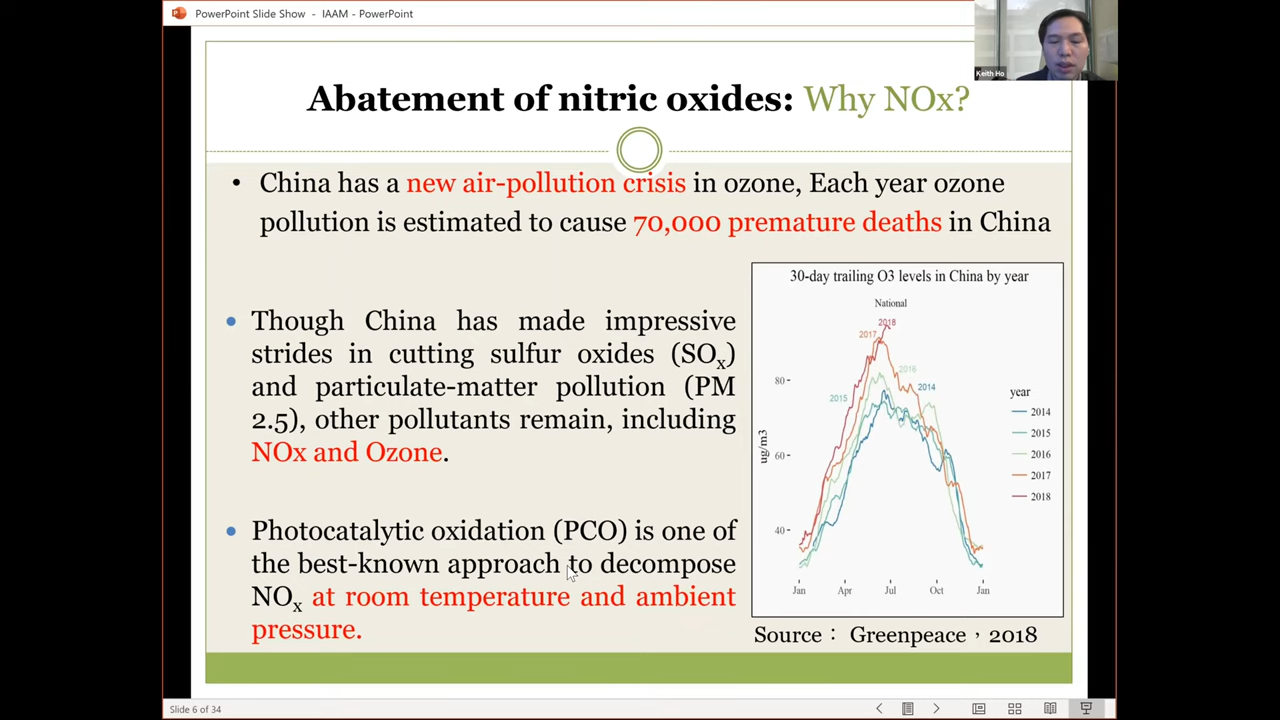 PowerPoint Slide Show - IAAM - PowerPoint
Keith Ho
Abatement of nitric oxides: Why NOx?
• China has a new air-pollution crisis in ozone, Each year ozone
pollution is estimated to cause 70,000 premature deaths in China
• Though China has made impressive
strides in cutting sulfur oxides (SOx)
and particulate-matter pollution (PM
2.5), other pollutants remain, including
NOx and Ozone.
• Photocatalytic oxidation (PCO) is one of
the best-known approach to decompose
NOx at room temperature and ambient
pressure.
30-day trailing O3 levels in China by year
National
2018
2017
2016
2014
2015
80
60
40
ug/m3
Jan Apr Jul Oct Jan
year
2014
2015
2016
2017
2018
Source： Greenpeace，2018
Slide 6 of 34